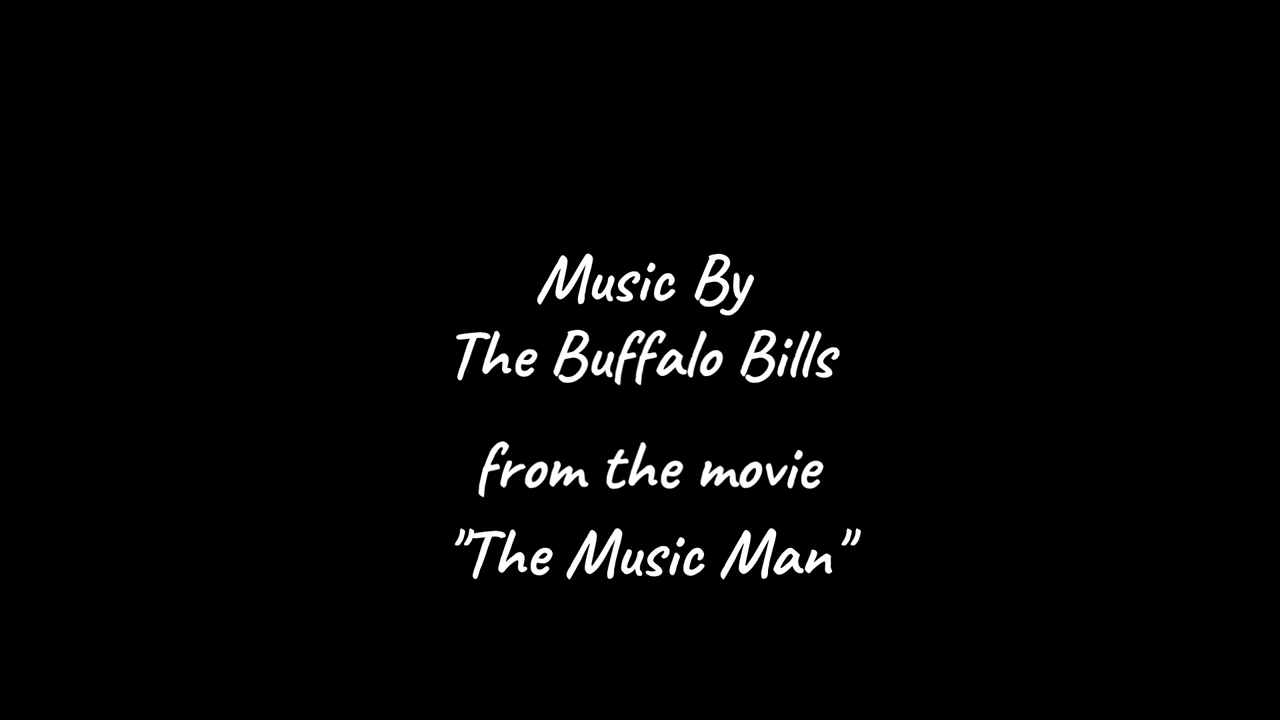 Music By
The Buffalo Bills
from the movie
"The Music Man"